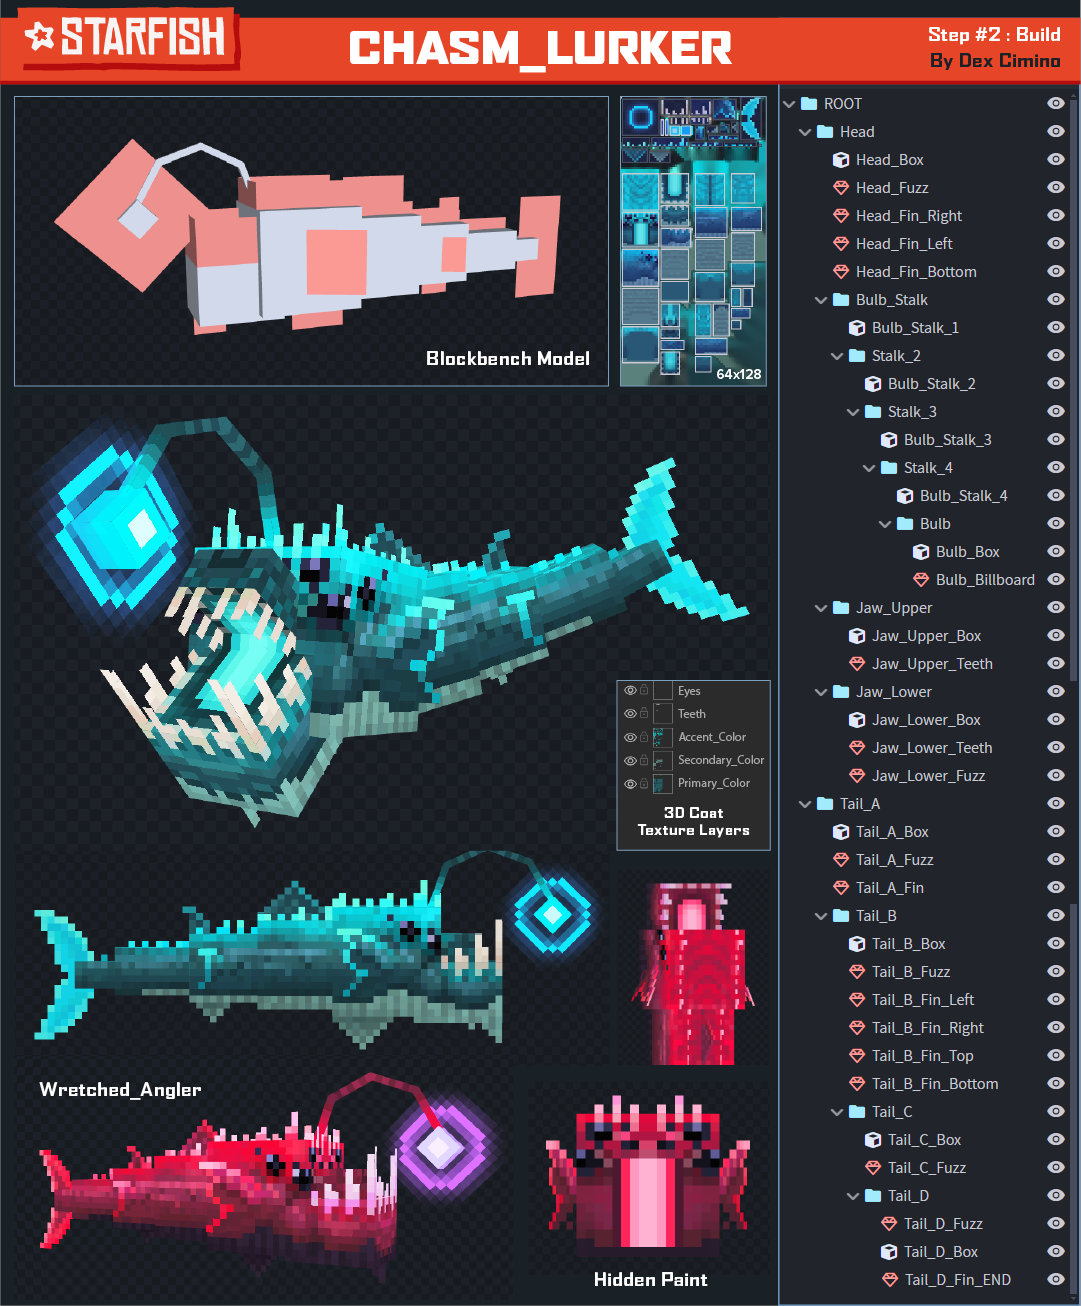 STARFISH
CHASM_LURKER
Step #2 : Build
By Dex Cimino
Blockbench Model
64x128
Eyes
Teeth
Accent_Color
Secondary_Color
Primary_Color
3D Coat
Texture Layers
Wretched_Angler
Hidden Paint
ROOT
Head
Head_Box
Head_Fuzz
Head_Fin_Right
Head_Fin_Left
Head_Fin_Bottom
Bulb_Stalk
Bulb_Stalk_1
Stalk_2
Bulb_Stalk_2
Stalk_3
Bulb_Stalk_3
Stalk_4
Bulb_Stalk_4
Bulb
Bulb_Box
Bulb_Billboard
Jaw_Upper
Jaw_Upper_Box
Jaw_Upper_Teeth
Jaw_Lower
Jaw_Lower_Box
Jaw_Lower_Teeth
Jaw_Lower_Fuzz
Tail_A
Tail_A_Box
Tail_A_Fuzz
Tail_A_Fin
Tail_B
Tail_B_Box
Tail_B_Fuzz
Tail_B_Fin_Left
Tail_B_Fin_Right
Tail_B_Fin_Top
Tail_B_Fin_Bottom
Tail_C
Tail_C_Box
Tail_C_Fuzz
Tail_D
Tail_D_Fuzz
Tail_D_Box
Tail_D_Fin_END